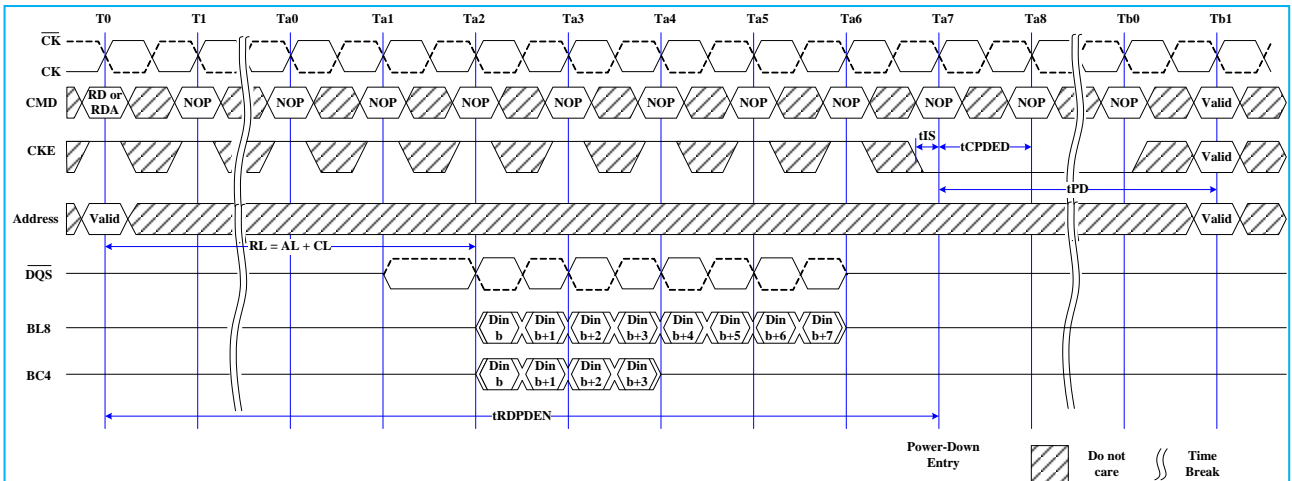 T0 T1 Ta0 Ta1 Ta2 Ta3 Ta4 Ta5 Ta6 Ta7 Ta8 Tb0 Tb1
CK
CK
CMD RD or RDA NOP NOP NOP NOP NOP NOP NOP NOP NOP NOP NOP Valid
tIS
CKE tCPDED Valid
tPD
Address Valid Valid
RL = AL + CL
DQS
BL8 Din b Din b+1 Din b+2 Din b+3 Din b+4 Din b+5 Din b+6 Din b+7
BC4 Din b Din b+1 Din b+2 Din b+3
tRDPDEN
Power-Down Entry
Do not care
Time Break